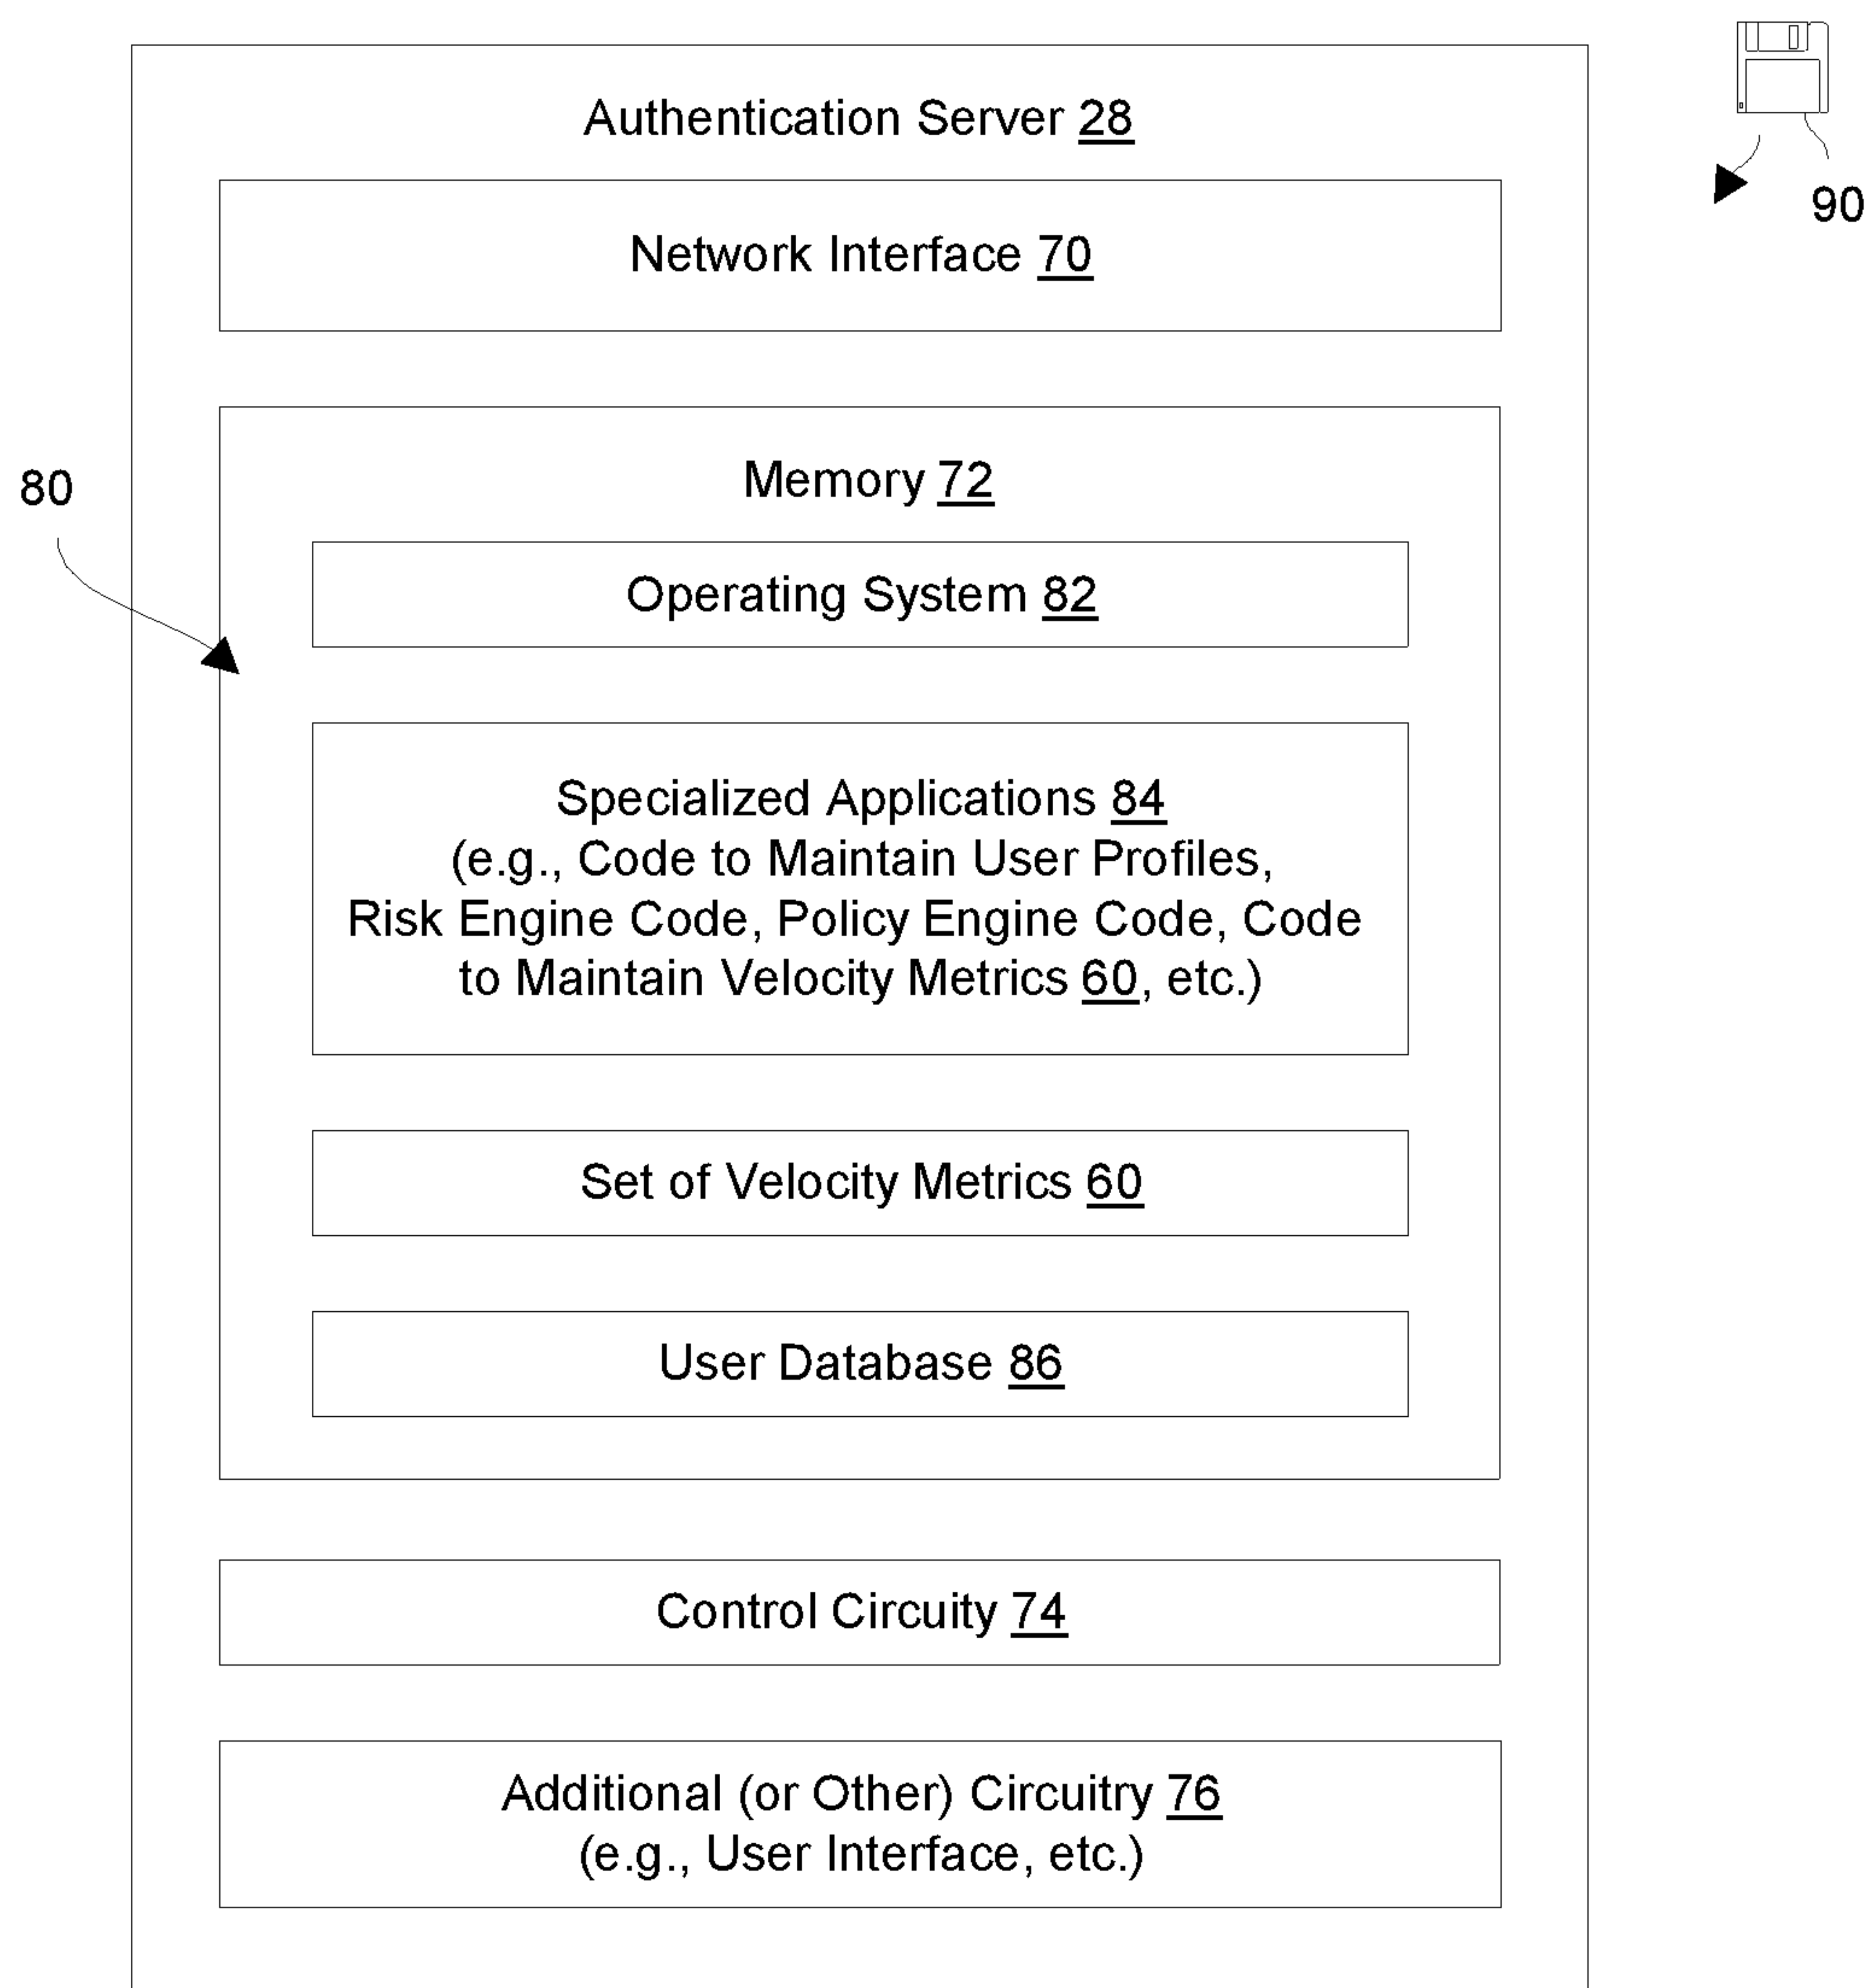 Authentication Server 28
90
Network Interface 70
80
Memory 72
Operating System 82
Specialized Applications 84
(e.g., Code to Maintain User Profiles,
Risk Engine Code, Policy Engine Code, Code
to Maintain Velocity Metrics 60, etc.)
Set of Velocity Metrics 60
User Database 86
Control Circuity 74
Additional (or Other) Circuitry 76
(e.g., User Interface, etc.)